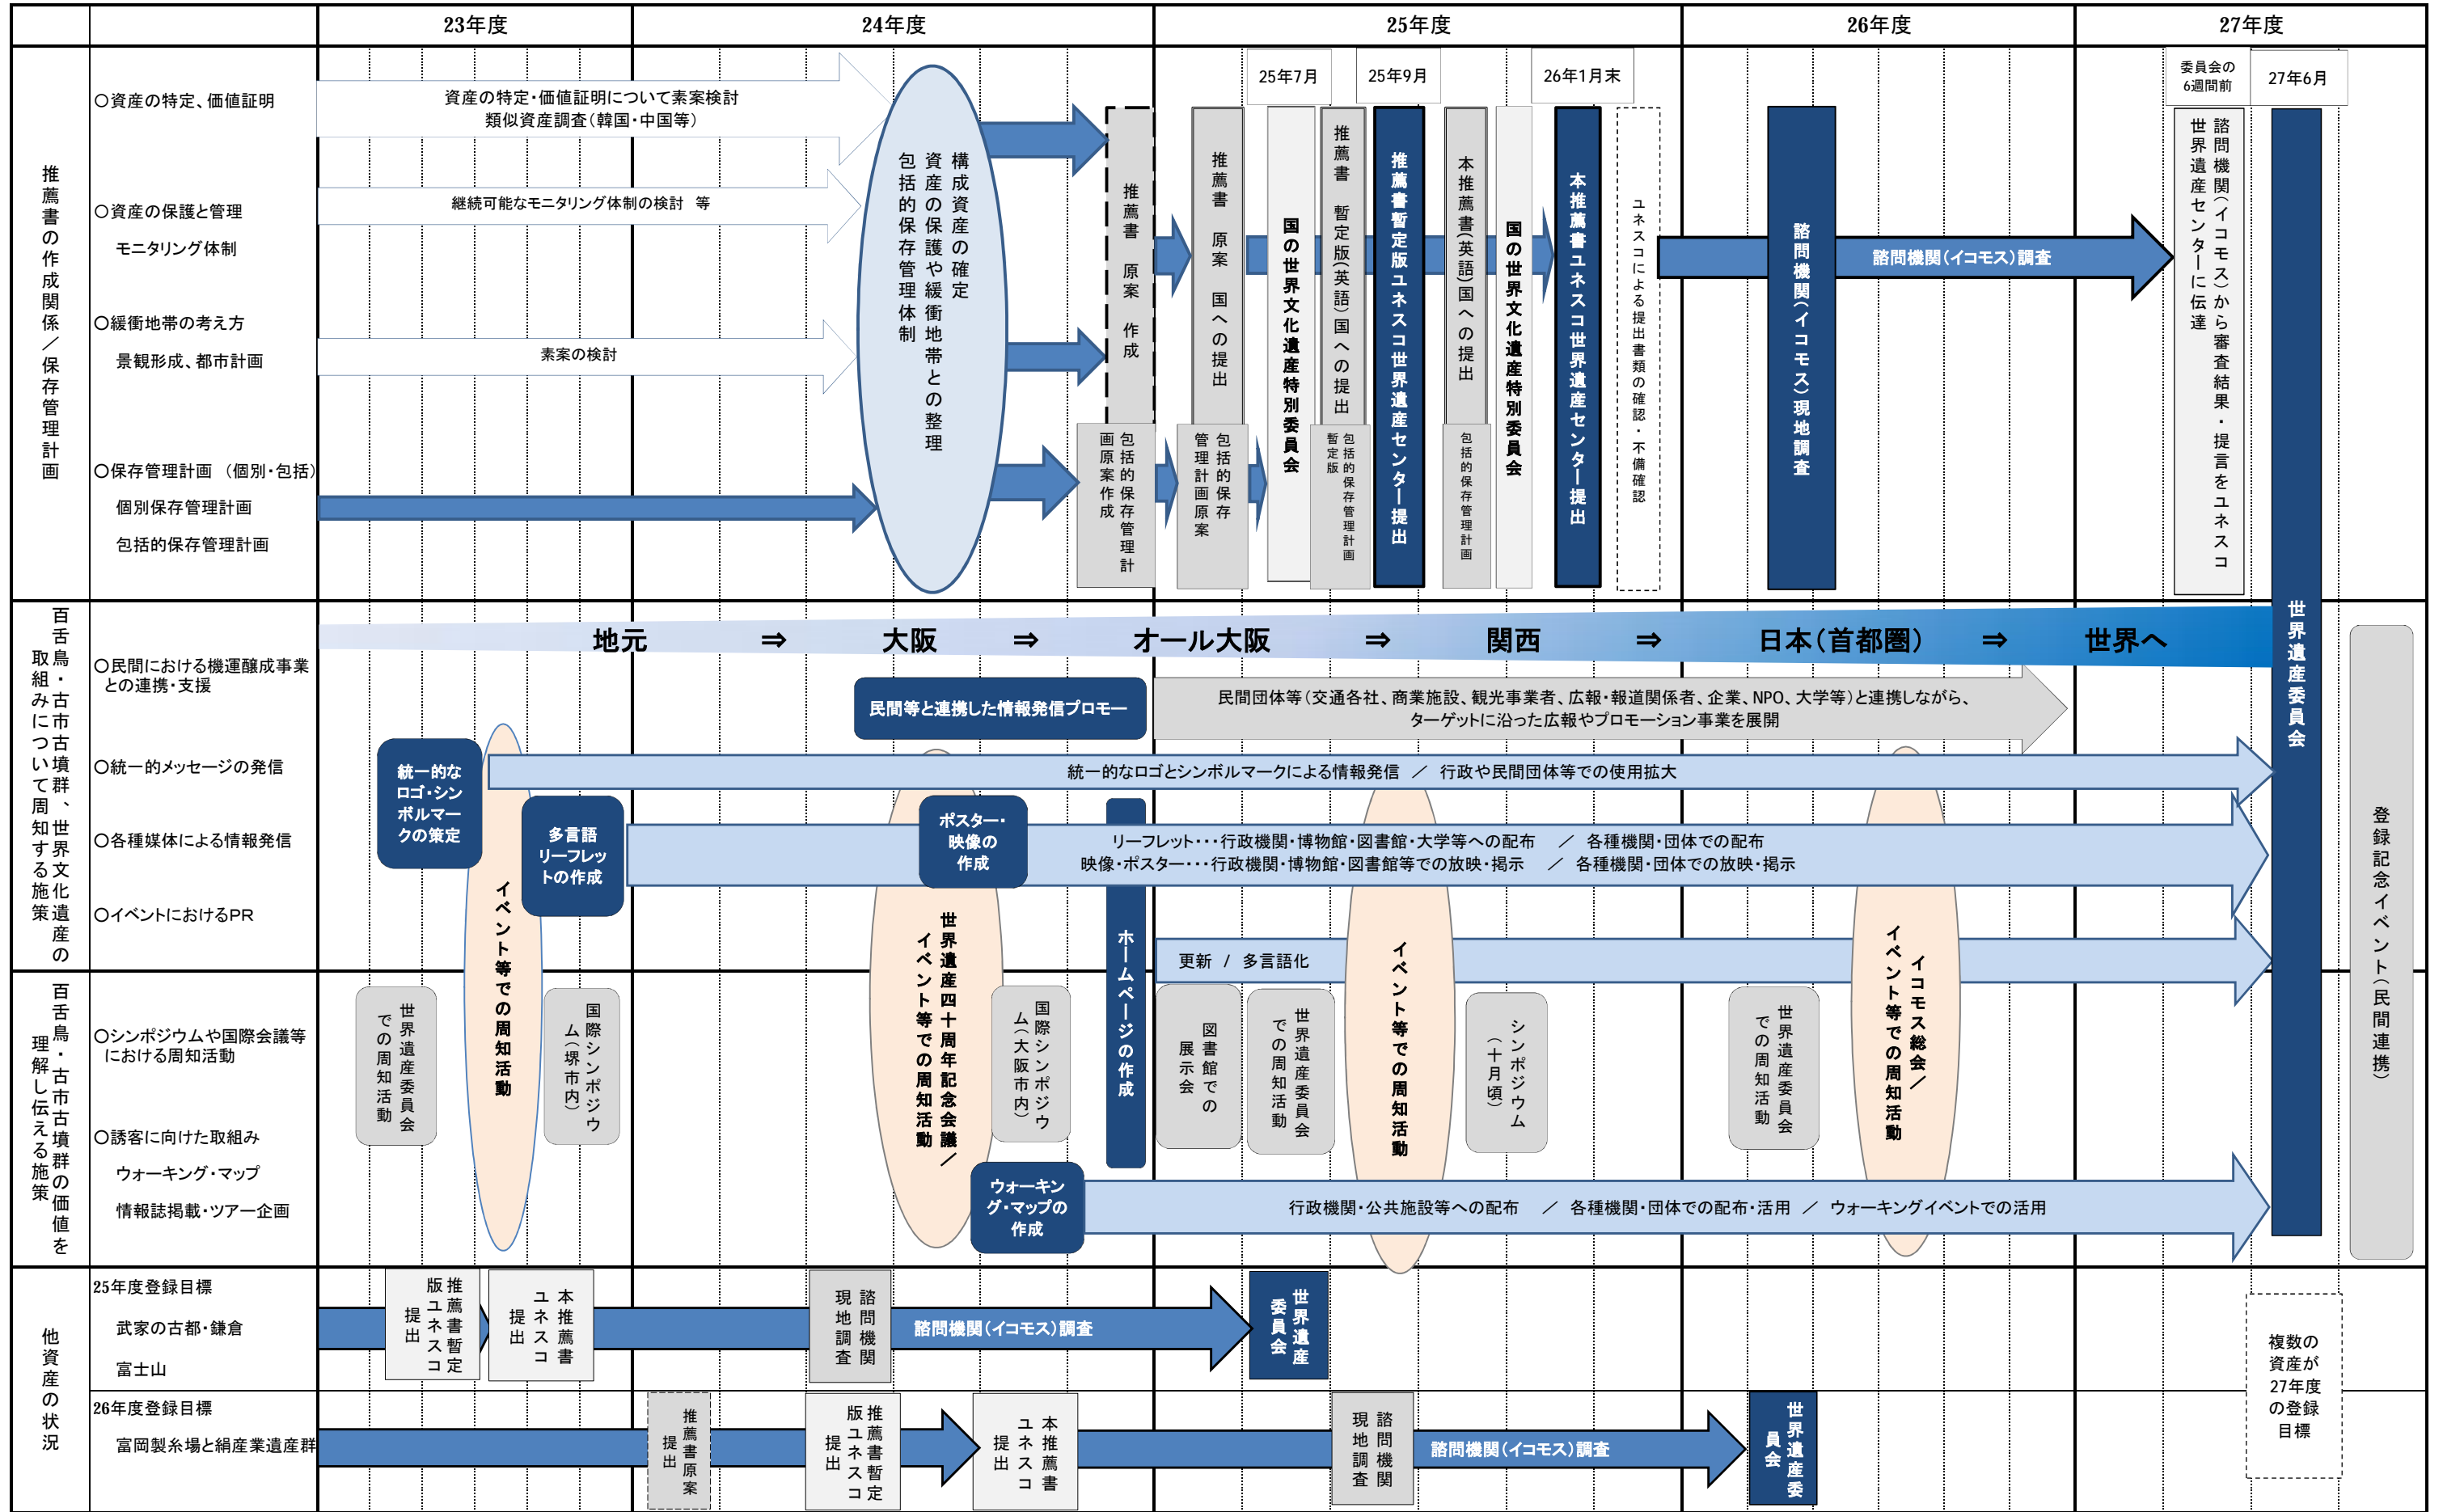 23年度
24年度
25年度
26年度
27年度
推薦書の作成関係／保存管理計画
〇資産の特定、価値証明
〇資産の保護と管理
モニタリング体制
〇緩衝地帯の考え方
景観形成、都市計画
〇保存管理計画（個別・包括）
個別保存管理計画
包括的保存管理計画
資産の特定・価値証明について素案検討
類似資産調査（韓国・中国等）
継続可能なモニタリング体制の検討　等
素案の検討
構成資産の確定
資産の保護や緩衝地帯との整理
包括的保存管理体制
推薦書　原案　作成
包括的保存管理計
画原案作成
推薦書　原案　国への提出
包括的保存
管理計画原案
25年7月
国の世界文化遺産特別委員会
推薦書　暫定版（英語）国への提出
包括的保存管理計画
暫定版
25年9月
推薦書暫定版ユネスコ世界遺産センター提出
本推薦書（英語）国への提出
包括的保存管理計画
国の世界文化遺産特別委員会
26年1月末
本推薦書ユネスコ世界遺産センター提出
ユネスコによる提出書類の確認・不備確認
諮問機関（イコモス）現地調査
諮問機関（イコモス）調査
委員会の
6週間前
諮問機関（イコモス）から審査結果・提言をユネスコ
世界遺産センターに伝達
27年6月
世界遺産委員会
百舌鳥・古市古墳群、世界文化遺産の
取組みについて周知する施策
〇民間における機運醸成事業
との連携・支援
〇統一的メッセージの発信
〇各種媒体による情報発信
〇イベントにおけるPR
地元　⇒　大阪　⇒　オール大阪　⇒　関西　⇒　日本（首都圏）　⇒　世界へ
民間等と連携した情報発信プロモー
民間団体等（交通各社、商業施設、観光事業者、広報・報道関係者、企業、NPO、大学等）と連携しながら、
ターゲットに沿った広報やプロモーション事業を展開
統一的な
ロゴ・シン
ボルマー
クの策定
統一的なロゴとシンボルマークによる情報発信　／　行政や民間団体等での使用拡大
多言語
リーフレッ
トの作成
ポスター・
映像の
作成
リーフレット・・・行政機関・博物館・図書館・大学等への配布　／　各種機関・団体での配布
映像・ポスター・・・行政機関・博物館・図書館等での放映・掲示　／　各種機関・団体での放映・掲示
イベント等での周知活動
世界遺産四十周年記念会議／
イベント等での周知活動
ホームページの作成
更新　/　多言語化
イベント等での周知活動
イコモス総会／
イベント等での周知活動
登録記念イベント（民間連携）
百舌鳥・古市古墳群の価値を
理解し伝える施策
〇シンポジウムや国際会議等
における周知活動
〇誘客に向けた取組み
ウォーキング・マップ
情報誌掲載・ツアー企画
世界遺産委員会
での周知活動
国際シンポジウ
ム（堺市内）
国際シンポジウ
ム（大阪市内）
図書館での
展示会
世界遺産委員会
での周知活動
シンポジウム
（十月頃）
世界遺産委員会
での周知活動
ウォーキン
グ・マップの
作成
行政機関・公共施設等への配布　／　各種機関・団体での配布・活用　／　ウォーキングイベントでの活用
他資産の状況
25年度登録目標
武家の古都・鎌倉
富士山
推薦書暫定
版ユネスコ
提出
本推薦書
ユネスコ
提出
諮問機関
現地調査
諮問機関（イコモス）調査
世界遺産
委員会
26年度登録目標
富岡製糸場と絹産業遺産群
推薦書原案
提出
推薦書暫定
版ユネスコ
提出
本推薦書
ユネスコ
提出
諮問機関
現地調査
諮問機関（イコモス）調査
世界遺産委
員会
複数の
資産が
27年度
の登録
目標